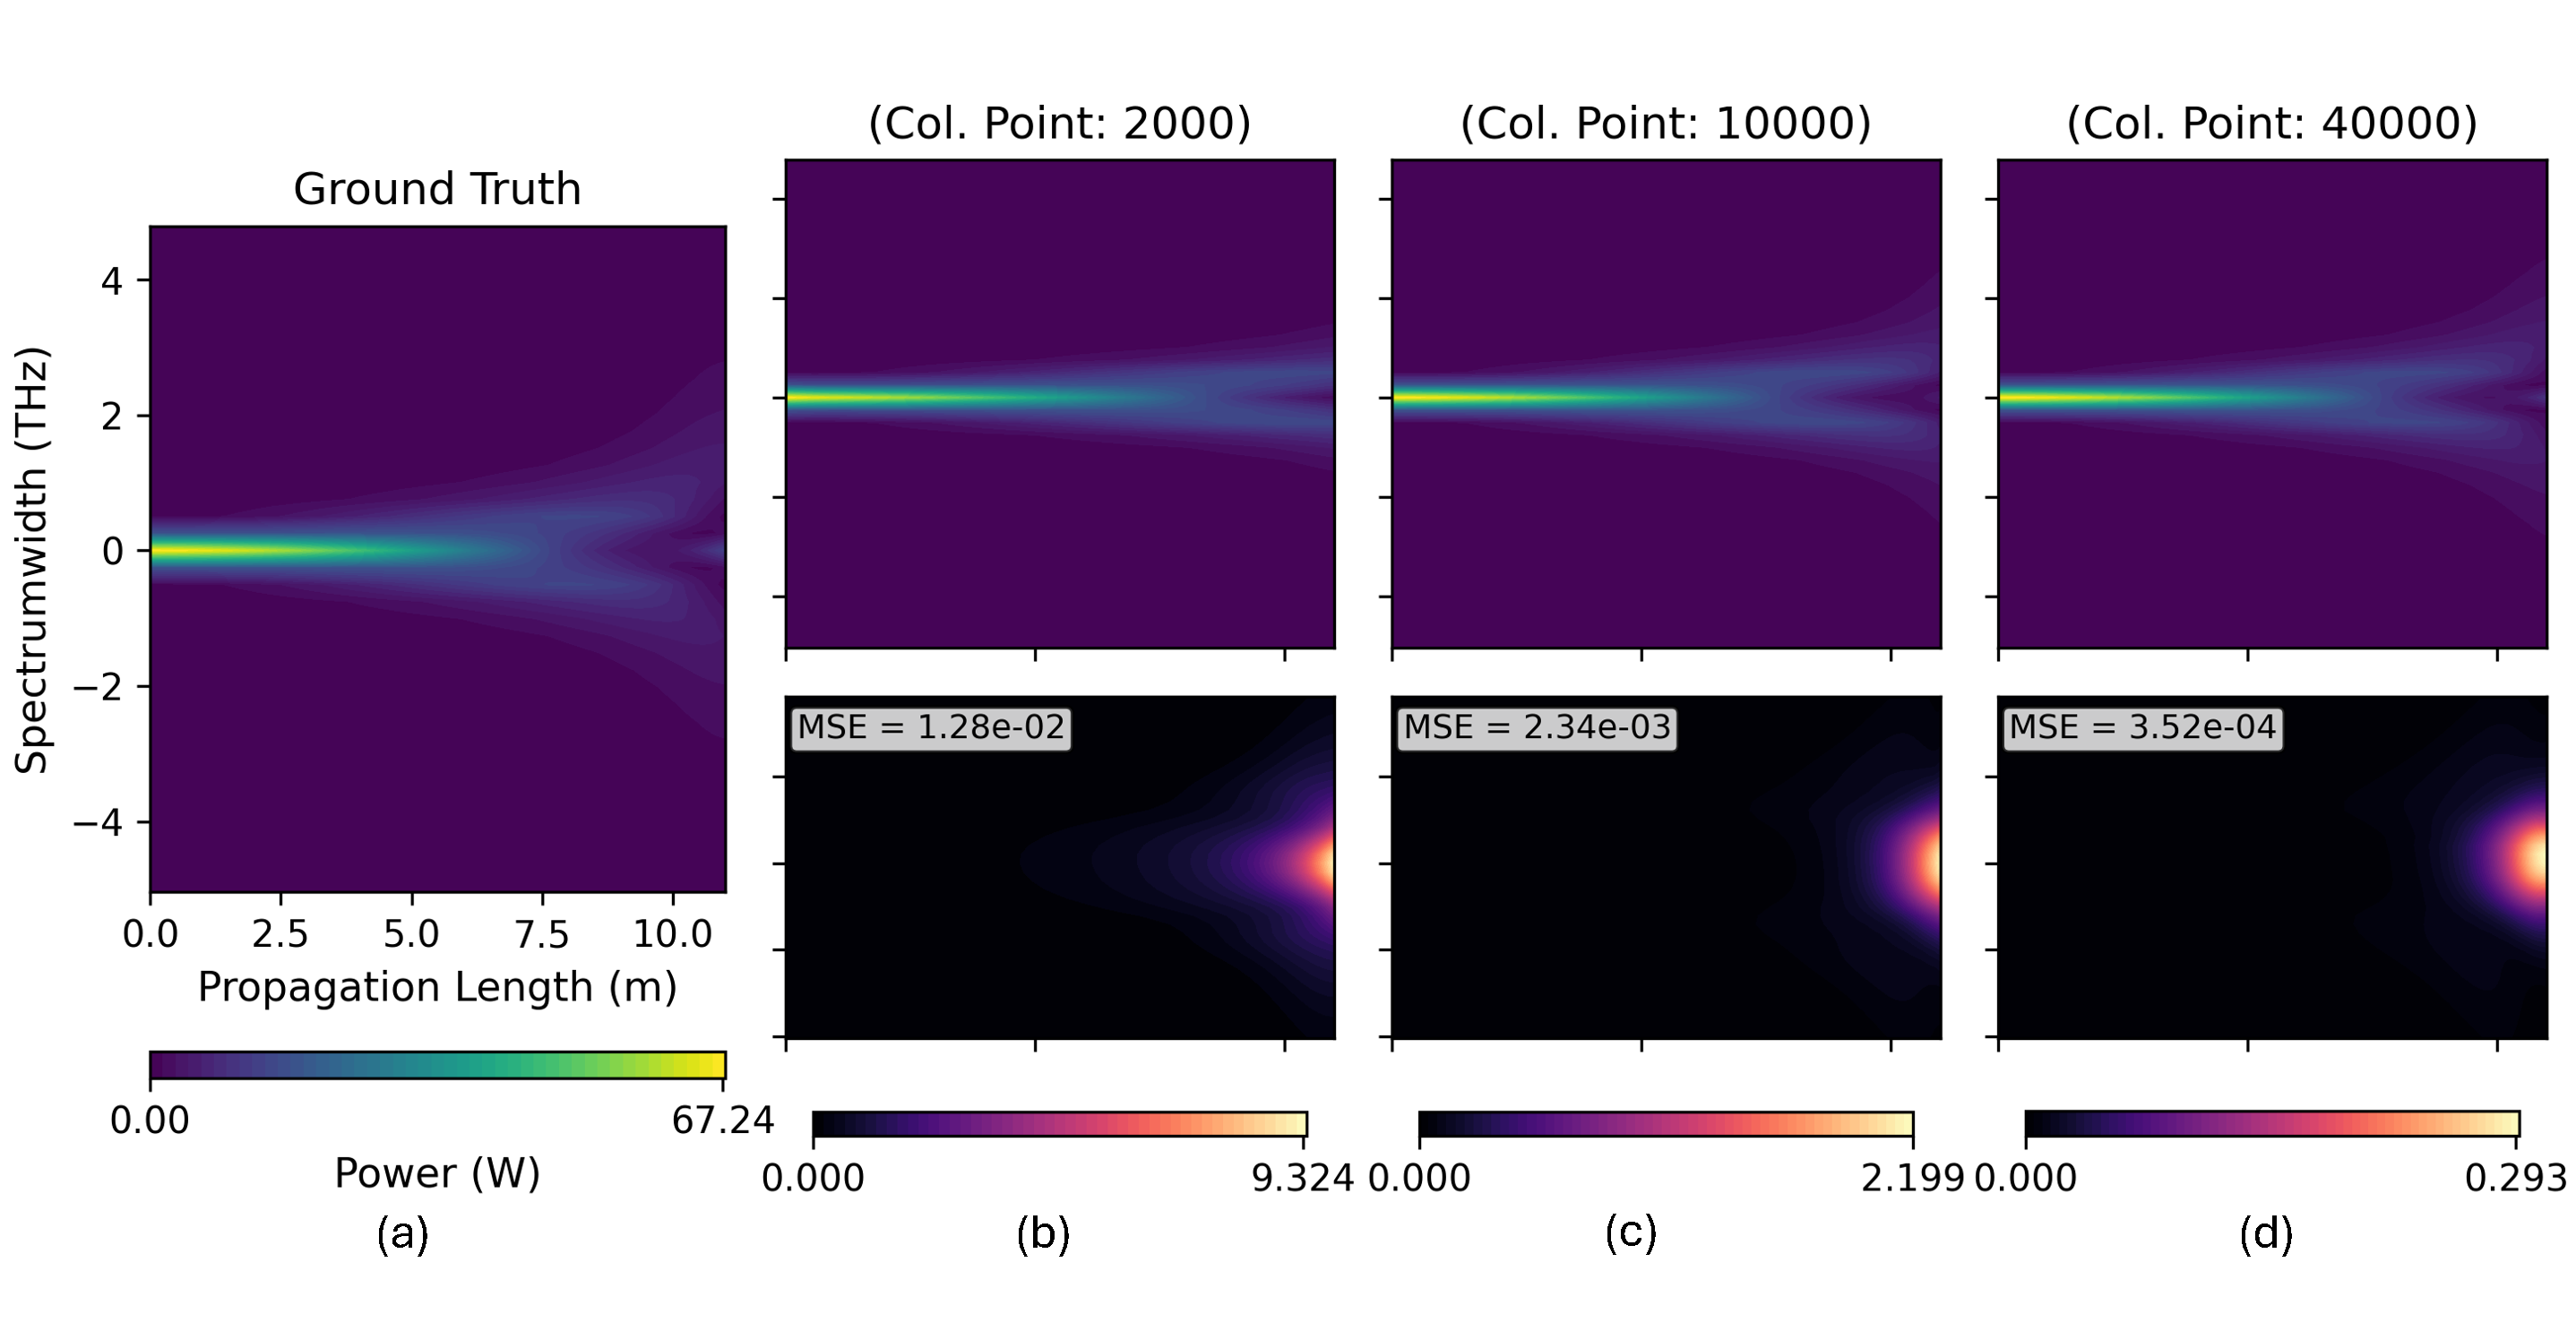 (Col. Point: 2000)
(Col. Point: 10000)
(Col. Point: 40000)
Ground Truth
Spectrumwidth (THz)
4
2
0
−2
−4
0.0 2.5 5.0 7.5 10.0
Propagation Length (m)
0.00 67.24
Power (W)
(a)
MSE = 1.28e-02
0.000 9.324
(b)
MSE = 2.34e-03
0.000 2.199
(c)
MSE = 3.52e-04
0.000 0.293
(d)